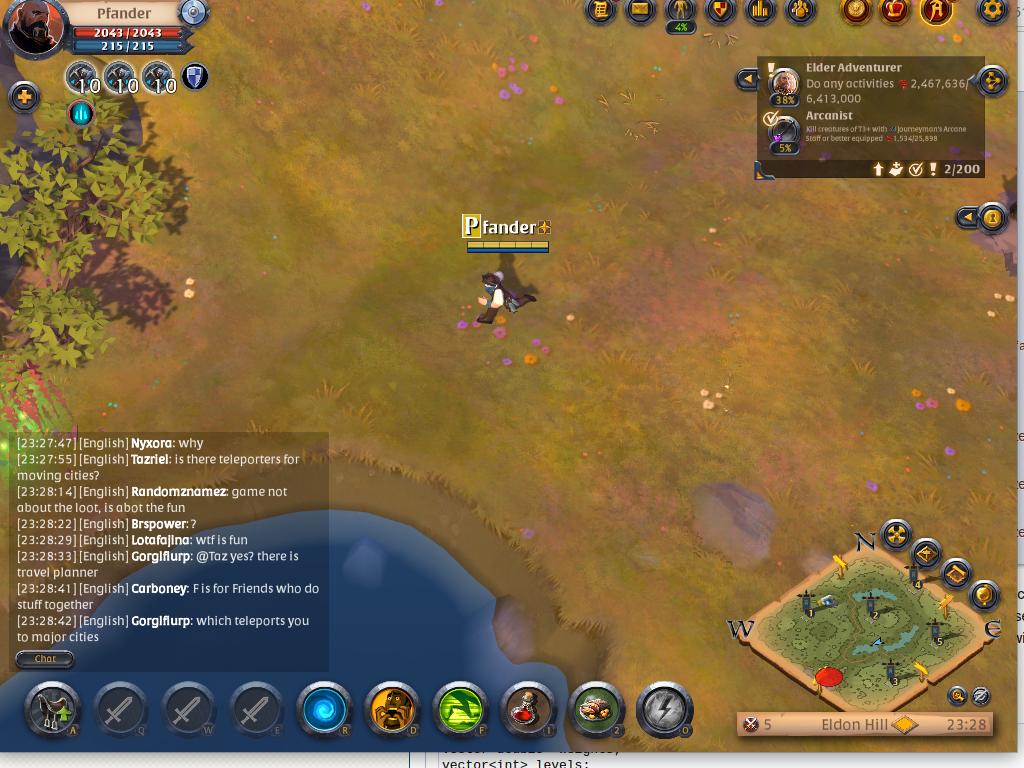 Pfander
2043 / 2043
215 / 215
10 10 10
4%
Elder Adventurer
Do any activities 2,467,636/
6,413,000
38%
Arcanist
Kill creatures of T3+ with Journeyman's Arcane
Staff or better equipped 1,534/25,898
5%
2/200
Pfander
[23:27:47] [English] Nyxora: why
[23:27:55] [English] Tazriel: is there teleporters for
moving cities?
[23:28:14] [English] Randomznamez: game not
about the loot, is abot the fun
[23:28:22] [English] Brspower: ?
[23:28:29] [English] Lotafajina: wtf is fun
[23:28:33] [English] Gorglflurp: @Taz yes? there is
travel planner
[23:28:41] [English] Carboney: F is for Friends who do
stuff together
[23:28:42] [English] Gorglflurp: which teleports you
to major cities
Chat
N
W
E
1
2
3
4
5
A Q W E R D F 1 2 O
5 Eldon Hill 23:28
vector<int> levels;